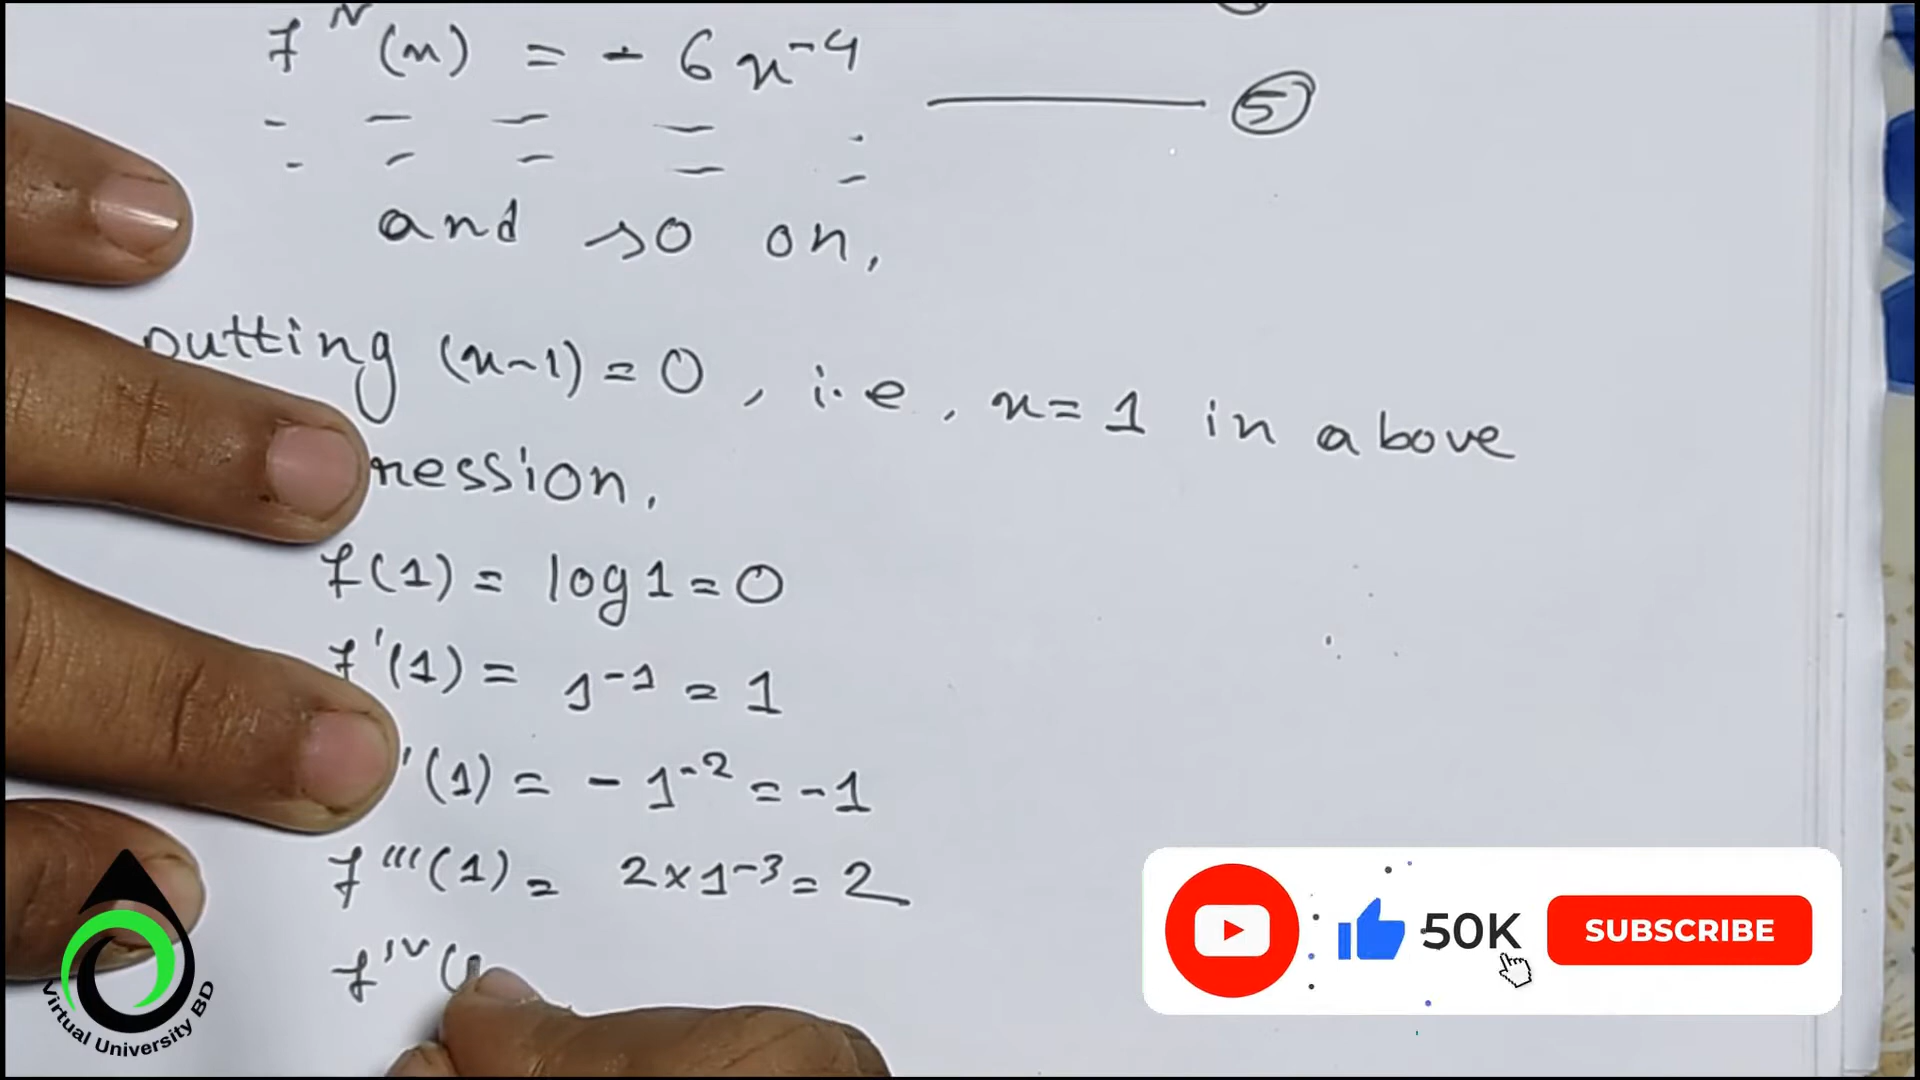 f^IV (x) = - 6 x^-4
5
and so on,
putting (x-1) = 0 , i.e , x = 1 in above
ression.
f(1) = log 1 = 0
f'(1) = 1^-1 = 1
'(1) = - 1^-2 = -1
f'''(1) = 2 × 1^-3 = 2
f^IV (
50K SUBSCRIBE
Virtual University BD